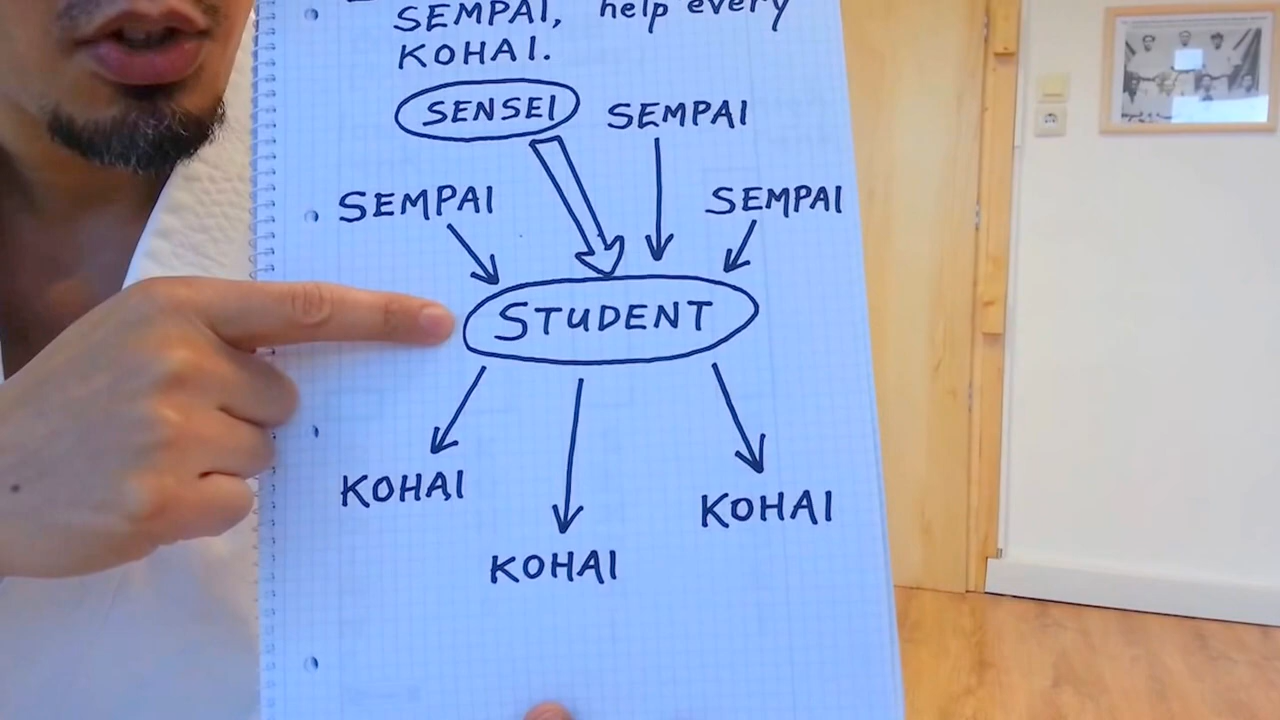 SEMPAI, help every
KOHAI.
SENSEI
SEMPAI
SEMPAI
SEMPAI
STUDENT
KOHAI
KOHAI
KOHAI